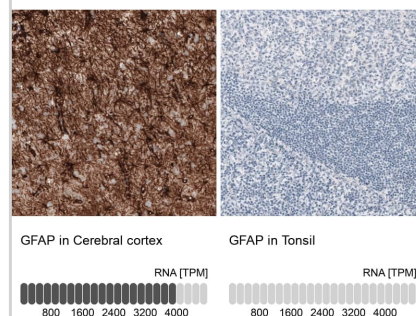 GFAP in Cerebral cortex
GFAP in Tonsil
RNA [TPM]
RNA [TPM]
800 1600 2400 3200 4000
800 1600 2400 3200 4000